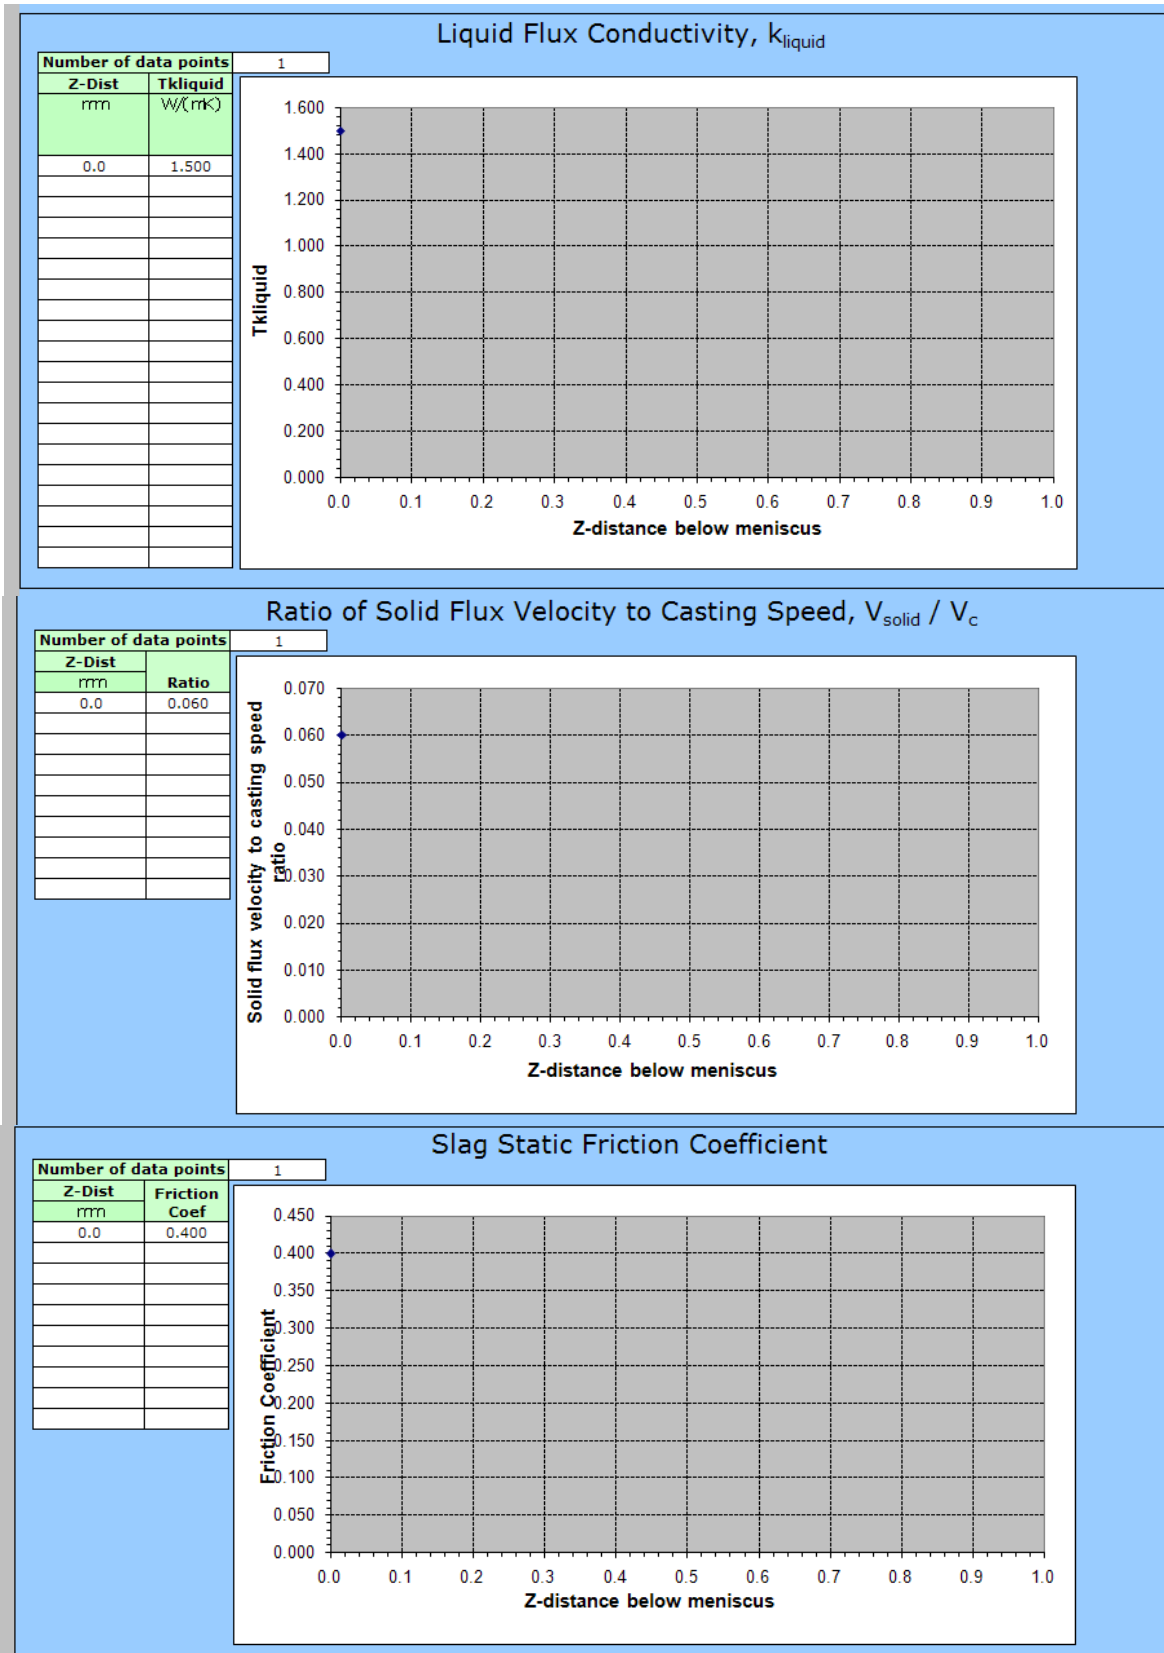 Liquid Flux Conductivity, kliquid
Number of data points 1
Z-Dist Tkliquid
mm W/(mK)
0.0 1.500
1.600
1.400
1.200
1.000
0.800
0.600
0.400
0.200
0.000
Tkliquid
0.0 0.1 0.2 0.3 0.4 0.5 0.6 0.7 0.8 0.9 1.0
Z-distance below meniscus
Ratio of Solid Flux Velocity to Casting Speed, Vsolid / Vc
Number of data points 1
Z-Dist
mm Ratio
0.0 0.060
Solid flux velocity to casting speed
ratio
0.070
0.060
0.050
0.040
0.030
0.020
0.010
0.000
0.0 0.1 0.2 0.3 0.4 0.5 0.6 0.7 0.8 0.9 1.0
Z-distance below meniscus
Slag Static Friction Coefficient
Number of data points 1
Z-Dist Friction
mm Coef
0.0 0.400
Friction Coefficient
0.450
0.400
0.350
0.300
0.250
0.200
0.150
0.100
0.050
0.000
0.0 0.1 0.2 0.3 0.4 0.5 0.6 0.7 0.8 0.9 1.0
Z-distance below meniscus